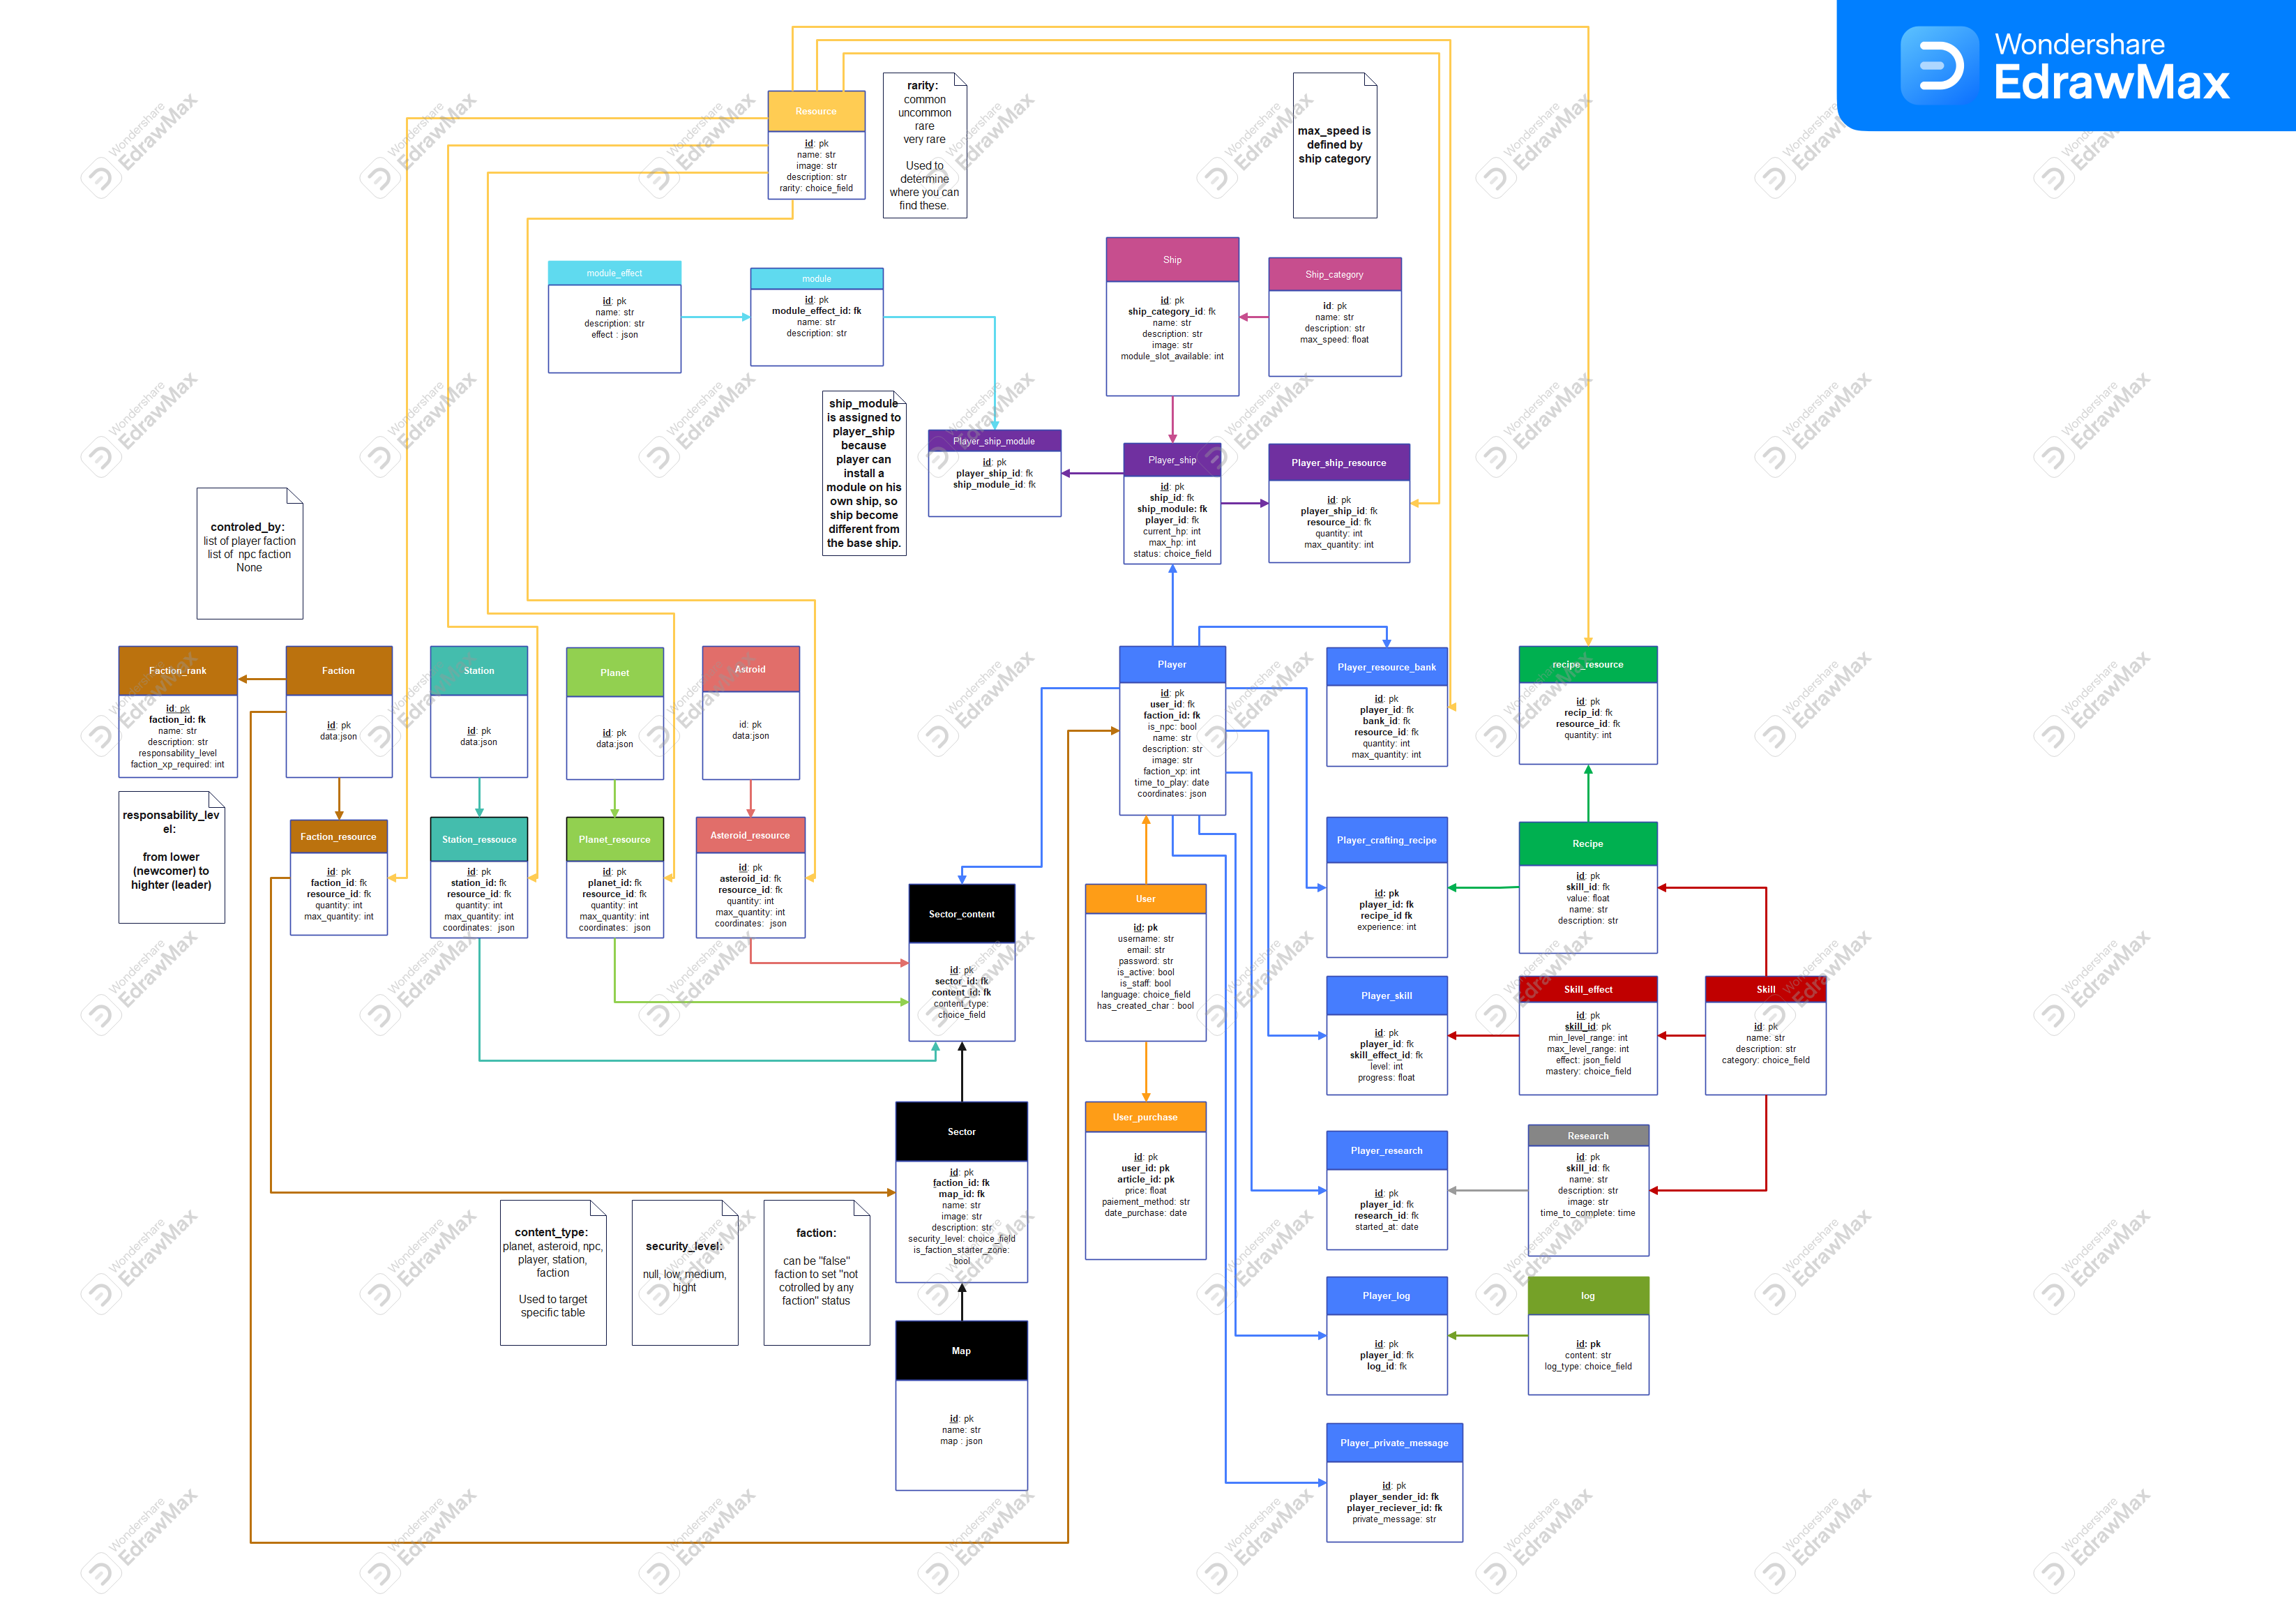 Wondershare
EdrawMax
Resource
id: pk
name: str
image: str
description: str
rarity: choice_field
rarity:
common
uncommon
rare
very rare
Used to
determine
where you can
find these.
max_speed is
defined by
ship category
module_effect
id: pk
name: str
description: str
effect : json
module
id: pk
module_effect_id: fk
name: str
description: str
Ship
id: pk
ship_category_id: fk
name: str
description: str
image: str
module_slot_available: int
Ship_category
id: pk
name: str
description: str
max_speed: float
ship_module
is assigned to
player_ship
because
player can
install a
module on his
own ship, so
ship become
different from
the base ship.
Player_ship_module
id: pk
player_ship_id: fk
ship_module_id: fk
Player_ship
id: pk
ship_id: fk
ship_module: fk
player_id: fk
current_hp: int
max_hp: int
status: choice_field
Player_ship_resource
id: pk
player_ship_id: fk
resource_id: fk
quantity: int
max_quantity: int
controled_by:
list of player faction
list of  npc faction
None
Faction_rank
id: pk
faction_id: fk
name: str
description: str
responsability_level
faction_xp_required: int
Faction
id: pk
data:json
Station
id: pk
data:json
Planet
id: pk
data:json
Astroid
id: pk
data:json
Player
id: pk
user_id: fk
faction_id: fk
is_npc: bool
name: str
description: str
image: str
faction_xp: int
time_to_play: date
coordinates: json
Player_resource_bank
id: pk
player_id: fk
bank_id: fk
resource_id: fk
quantity: int
max_quantity: int
recipe_resource
id: pk
recip_id: fk
resource_id: fk
quantity: int
responsability_lev
el:
from lower
(newcomer) to
highter (leader)
Faction_resource
id: pk
faction_id: fk
resource_id: fk
quantity: int
max_quantity: int
Station_ressouce
id: pk
station_id: fk
resource_id: fk
quantity: int
max_quantity: int
coordinates:  json
Planet_resource
id: pk
planet_id: fk
resource_id: fk
quantity: int
max_quantity: int
coordinates:  json
Asteroid_resource
id: pk
asteroid_id: fk
resource_id: fk
quantity: int
max_quantity: int
coordinates:  json
Sector_content
id: pk
sector_id: fk
content_id: fk
content_type:
choice_field
User
id: pk
username: str
email: str
password: str
is_active: bool
is_staff: bool
language: choice_field
has_created_char : bool
Player_crafting_recipe
id: pk
player_id: fk
recipe_id fk
experience: int
Recipe
id: pk
skill_id: fk
value: float
name: str
description: str
Player_skill
id: pk
player_id: fk
skill_effect_id: fk
level: int
progress: float
Skill_effect
id: pk
skill_id: pk
min_level_range: int
max_level_range: int
effect: json_field
mastery: choice_field
Skill
id: pk
name: str
description: str
category: choice_field
Sector
id: pk
faction_id: fk
map_id: fk
name: str
image: str
description: str
security_level: choice_field
is_faction_starter_zone:
bool
User_purchase
id: pk
user_id: pk
article_id: pk
price: float
paiement_method: str
date_purchase: date
Player_research
id: pk
player_id: fk
research_id: fk
started_at: date
Research
id: pk
skill_id: fk
name: str
description: str
image: str
time_to_complete: time
content_type:
planet, asteroid, npc,
player, station,
faction
Used to target
specific table
security_level:
null, low, medium,
hight
faction:
can be "false"
faction to set "not
cotrolled by any
faction" status
Map
id: pk
name: str
map : json
Player_log
id: pk
player_id: fk
log_id: fk
log
id: pk
content: str
log_type: choice_field
Player_private_message
id: pk
player_sender_id: fk
player_reciever_id: fk
private_message: str